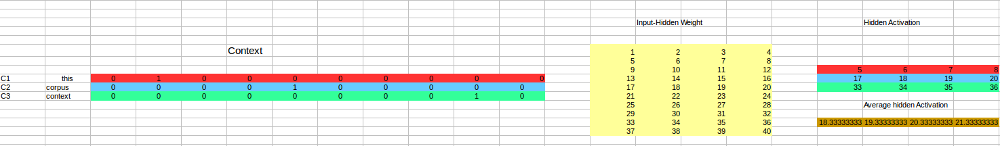 Input-Hidden Weight
Hidden Activation
Context
1 2 3 4
5 6 7 8
9 10 11 12
5 6 7 8
C1 this 0 1 0 0 0 0 0 0 0 0
13 14 15 16
17 18 19 20
C2 corpus 0 0 0 0 1 0 0 0 0 0
17 18 19 20
33 34 35 36
C3 context 0 0 0 0 0 0 0 0 1 0
21 22 23 24
25 26 27 28
Average hidden Activation
29 30 31 32
33 34 35 36
18.33333333 19.33333333 20.33333333 21.33333333
37 38 39 40